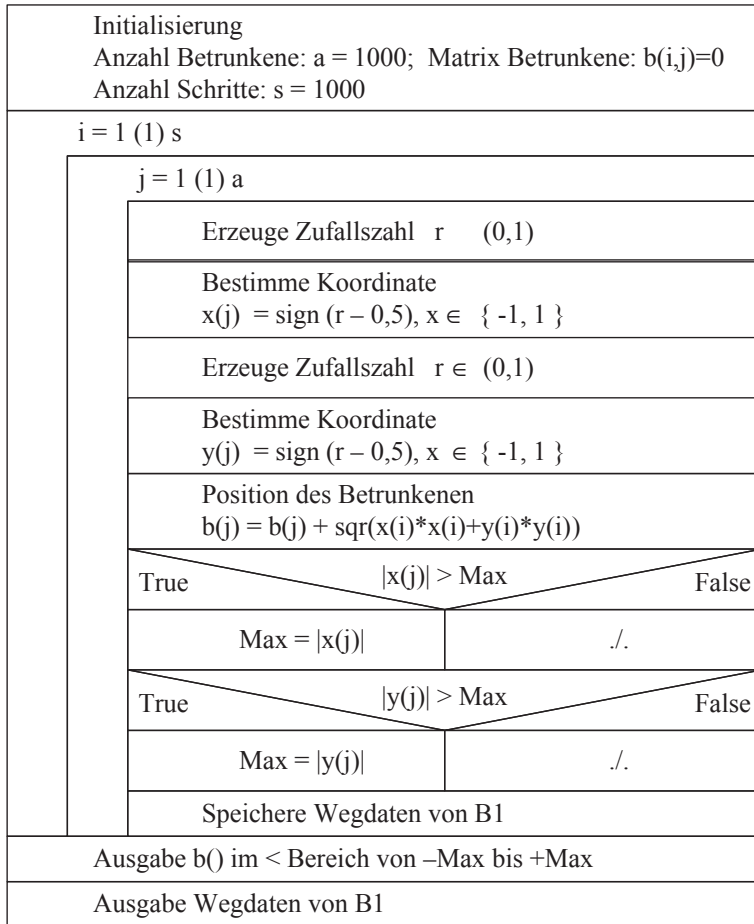 Initialisierung
Anzahl Betrunkene: a = 1000;  Matrix Betrunkene: b(i,j)=0
Anzahl Schritte: s = 1000
i = 1 (1) s
j = 1 (1) a
Erzeuge Zufallszahl r (0,1)
Bestimme Koordinate
x(j) = sign (r – 0,5), x ∈ { -1, 1 }
Erzeuge Zufallszahl r ∈ (0,1)
Bestimme Koordinate
y(j) = sign (r – 0,5), x ∈ { -1, 1 }
Position des Betrunkenen
b(j) = b(j) + sqr(x(i)*x(i)+y(i)*y(i))
True |x(j)| > Max False
Max = |x(j)| ./.
True |y(j)| > Max False
Max = |y(j)| ./.
Speichere Wegdaten von B1
Ausgabe b() im < Bereich von –Max bis +Max
Ausgabe Wegdaten von B1